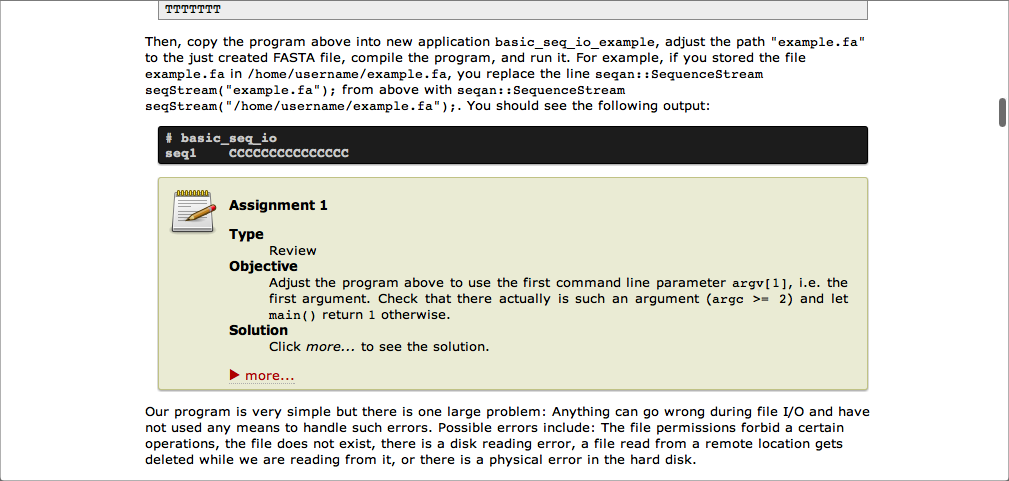 TTTTTTT
Then, copy the program above into new application basic_seq_io_example, adjust the path "example.fa"
to the just created FASTA file, compile the program, and run it. For example, if you stored the file
example.fa in /home/username/example.fa, you replace the line seqan::SequenceStream
seqStream("example.fa"); from above with seqan::SequenceStream
seqStream("/home/username/example.fa");. You should see the following output:
# basic_seq_io
seq1    CCCCCCCCCCCCCCC
Assignment 1
Type
Review
Objective
Adjust the program above to use the first command line parameter argv[1], i.e. the
first argument. Check that there actually is such an argument (argc >= 2) and let
main() return 1 otherwise.
Solution
Click more... to see the solution.
▶ more...
Our program is very simple but there is one large problem: Anything can go wrong during file I/O and have
not used any means to handle such errors. Possible errors include: The file permissions forbid a certain
operations, the file does not exist, there is a disk reading error, a file read from a remote location gets
deleted while we are reading from it, or there is a physical error in the hard disk.